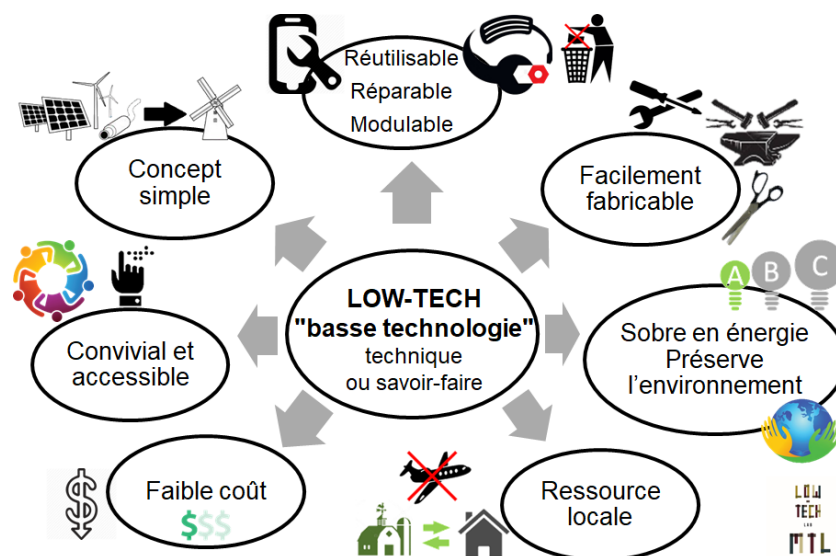 Réutilisable
Réparable
Modulable
Concept
simple
Facilement
fabricable
A B C
LOW-TECH
"basse technologie"
technique
ou savoir-faire
Convivial et
accessible
Sobre en énergie
Préserve
l'environnement
Faible coût
$$$
Ressource
locale
LOW
TECH
LAB
MTL